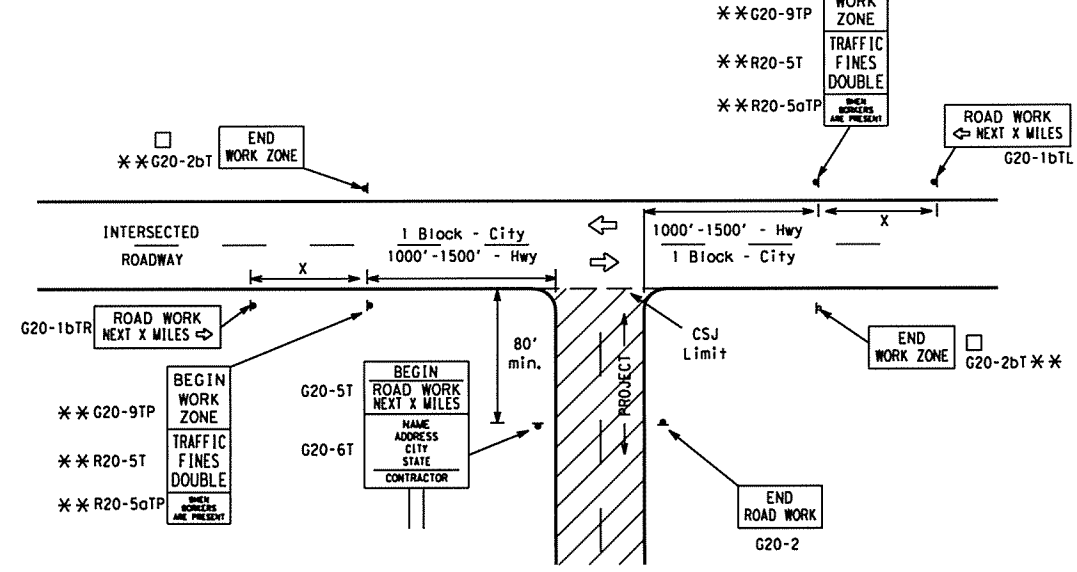 WORK
ZONE
✱✱G20-9TP
TRAFFIC
FINES
DOUBLE
✱✱R20-5T
WHEN
WORKERS
ARE PRESENT
✱✱R20-5aTP
ROAD WORK
⇦ NEXT X MILES
G20-1bTL
END
WORK ZONE
□
✱✱G20-2bT
INTERSECTED
ROADWAY
1 Block - City
1000'-1500' - Hwy
⇦
⇨
1000'-1500' - Hwy
1 Block - City
X
X
G20-1bTR
ROAD WORK
NEXT X MILES ⇨
80'
min.
PROJECT
CSJ
Limit
END
WORK ZONE
□
G20-2bT✱✱
BEGIN
WORK
ZONE
✱✱G20-9TP
TRAFFIC
FINES
DOUBLE
✱✱R20-5T
WHEN
WORKERS
ARE PRESENT
✱✱R20-5aTP
BEGIN
ROAD WORK
NEXT X MILES
G20-5T
NAME
ADDRESS
CITY
STATE
CONTRACTOR
G20-6T
END
ROAD WORK
G20-2